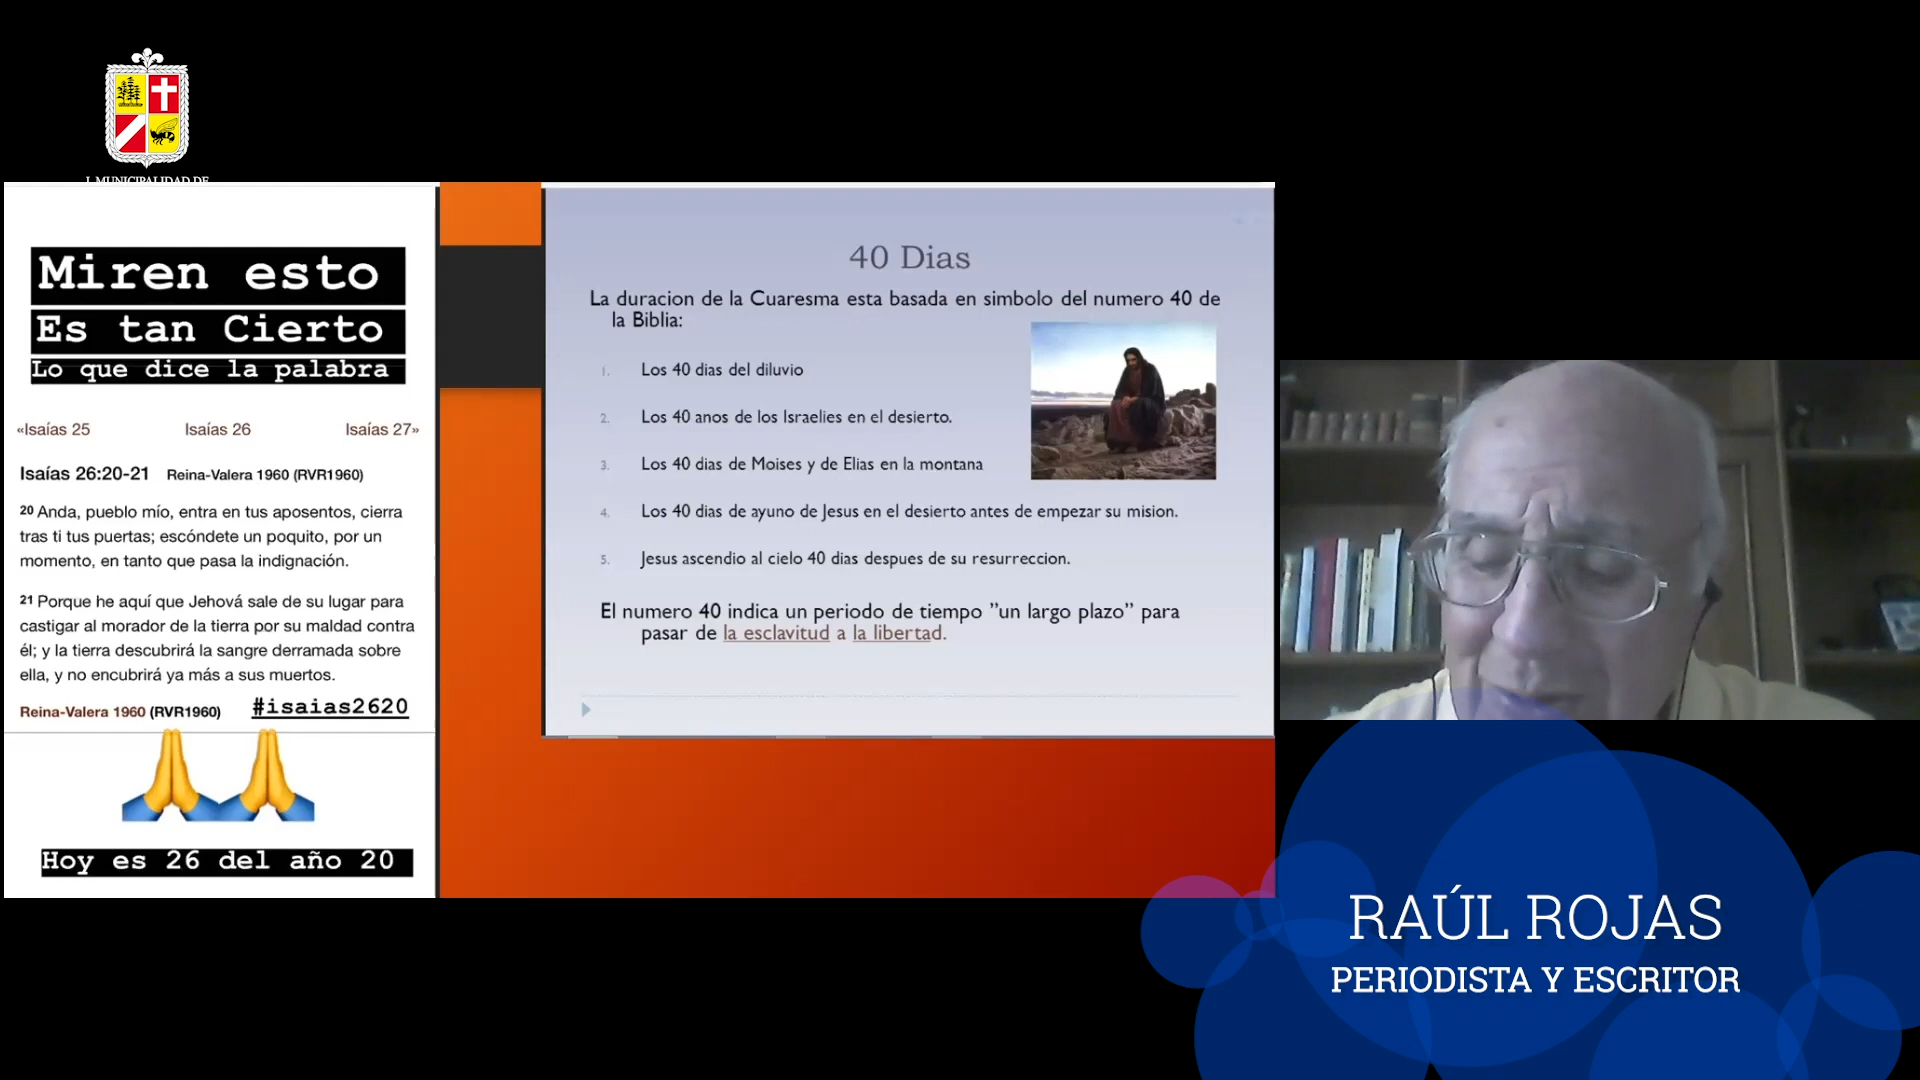 I. MUNICIPALIDAD DE
Miren esto
Es tan Cierto
Lo que dice la palabra
«Isaías 25 Isaías 26 Isaías 27»
Isaías 26:20-21 Reina-Valera 1960 (RVR1960)
20 Anda, pueblo mío, entra en tus aposentos, cierra
tras ti tus puertas; escóndete un poquito, por un
momento, en tanto que pasa la indignación.
21 Porque he aquí que Jehová sale de su lugar para
castigar al morador de la tierra por su maldad contra
él; y la tierra descubrirá la sangre derramada sobre
ella, y no encubrirá ya más a sus muertos.
Reina-Valera 1960 (RVR1960) #isaias2620
Hoy es 26 del año 20
40 Dias
La duracion de la Cuaresma esta basada en simbolo del numero 40 de
la Biblia:
1. Los 40 dias del diluvio
2. Los 40 anos de los Israelies en el desierto.
3. Los 40 dias de Moises y de Elias en la montana
4. Los 40 dias de ayuno de Jesus en el desierto antes de empezar su mision.
5. Jesus ascendio al cielo 40 dias despues de su resurreccion.
El numero 40 indica un periodo de tiempo ”un largo plazo” para
pasar de la esclavitud a la libertad.
RAÚL ROJAS
PERIODISTA Y ESCRITOR